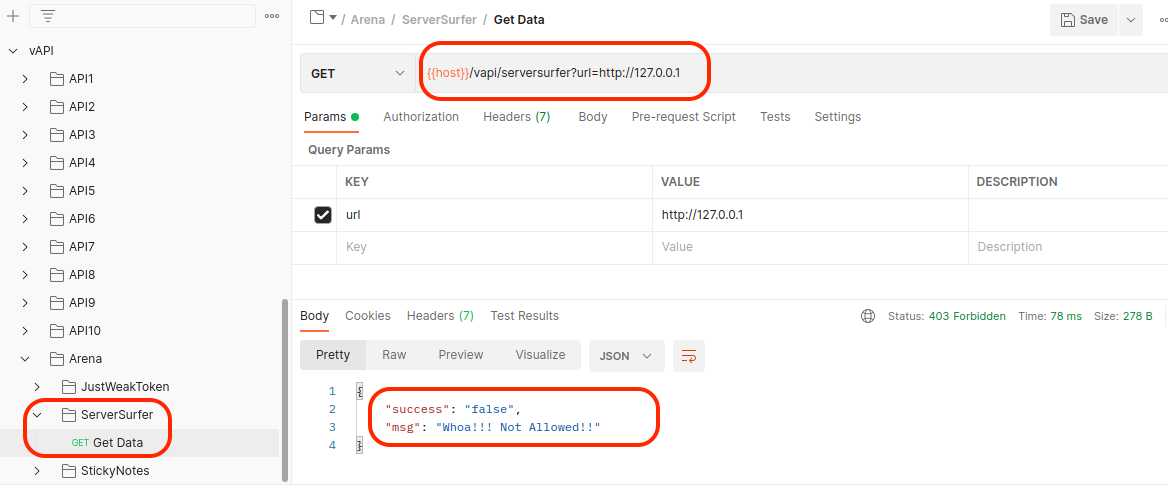 / Arena / ServerSurfer / Get Data
Save
vAPI
API1
API2
API3
API4
API5
API6
API7
API8
API9
API10
Arena
JustWeakToken
ServerSurfer
GET Get Data
StickyNotes
GET
{{host}}/vapi/serversurfer?url=http://127.0.0.1
Params Authorization Headers (7) Body Pre-request Script Tests Settings
Query Params
KEY VALUE DESCRIPTION
url http://127.0.0.1
Key Value Description
Body Cookies Headers (7) Test Results
Status: 403 Forbidden Time: 78 ms Size: 278 B
Pretty Raw Preview Visualize JSON
1 {
2 "success": "false",
3 "msg": "Whoa!!! Not Allowed!!"
4 }